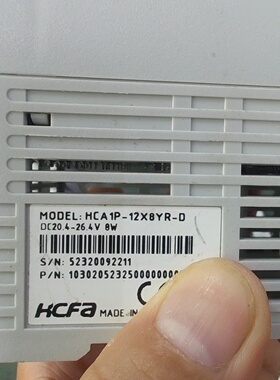 MODEL: HCA1P-12X8YR-D
DC20.4-26.4V 8W
S/N: 52320092211
P/N: 103020523250000000
HCFA MADE IN